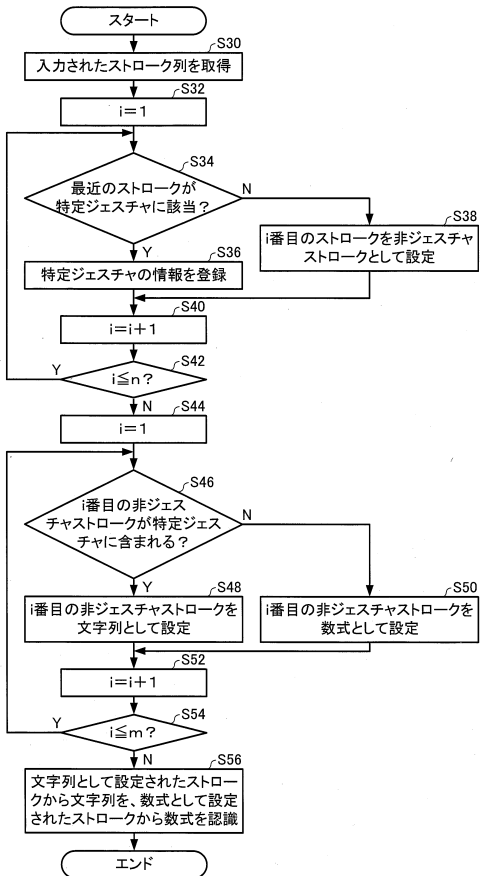 スタート
S30
入力されたストローク列を取得
S32
i=1
S34
最近のストロークが
特定ジェスチャに該当？
N
Y
S38
i番目のストロークを非ジェスチャ
ストロークとして設定
S36
特定ジェスチャの情報を登録
S40
i=i+1
S42
i≦n？
Y
N
S44
i=1
S46
i番目の非ジェス
チャストロークが特定ジェス
チャに含まれる？
N
Y
S48
i番目の非ジェスチャストロークを
文字列として設定
S50
i番目の非ジェスチャストロークを
数式として設定
S52
i=i+1
S54
i≦m？
Y
N
S56
文字列として設定されたストロー
クから文字列を、数式として設定
されたストロークから数式を認識
エンド